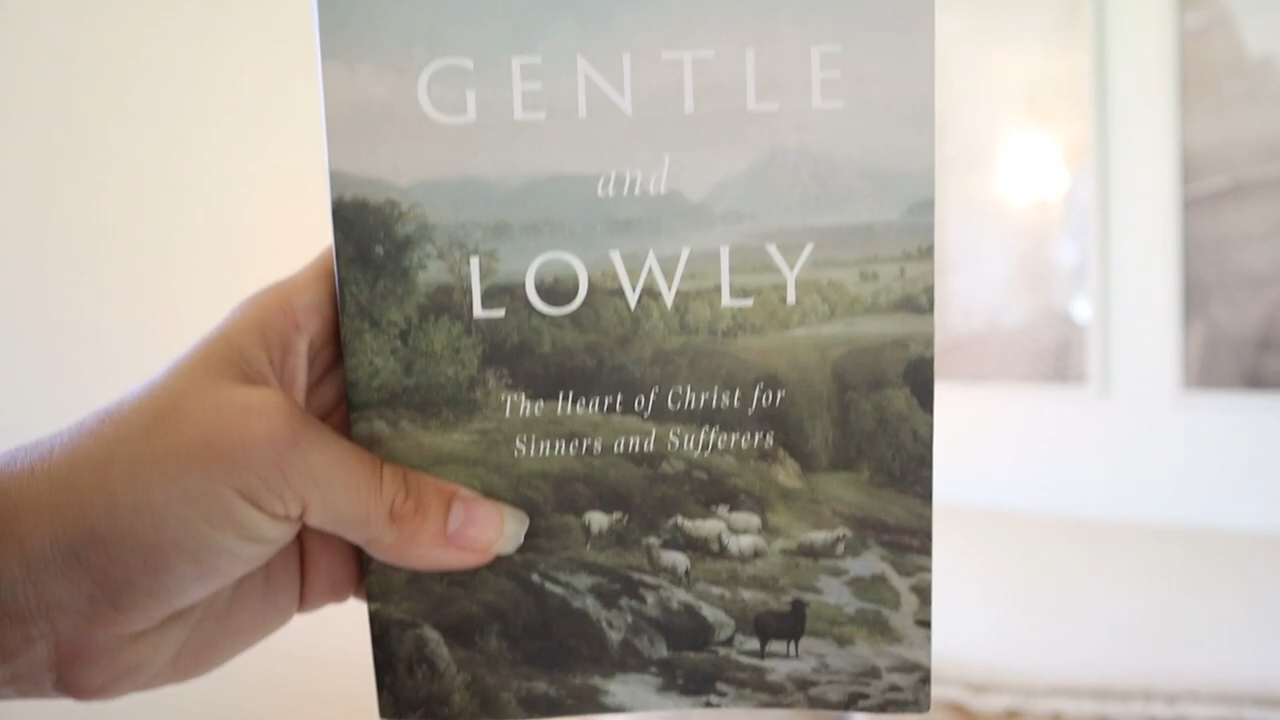 GENTLE
and
LOWLY
The Heart of Christ for
Sinners and Sufferers